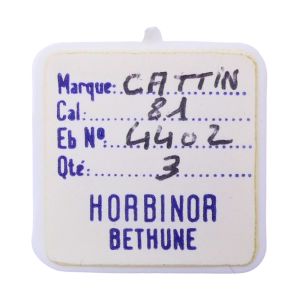 Marque: CATTIN
Cal: 81
Eb Nº 4402
Qté: 3
HORBINOR
BETHUNE